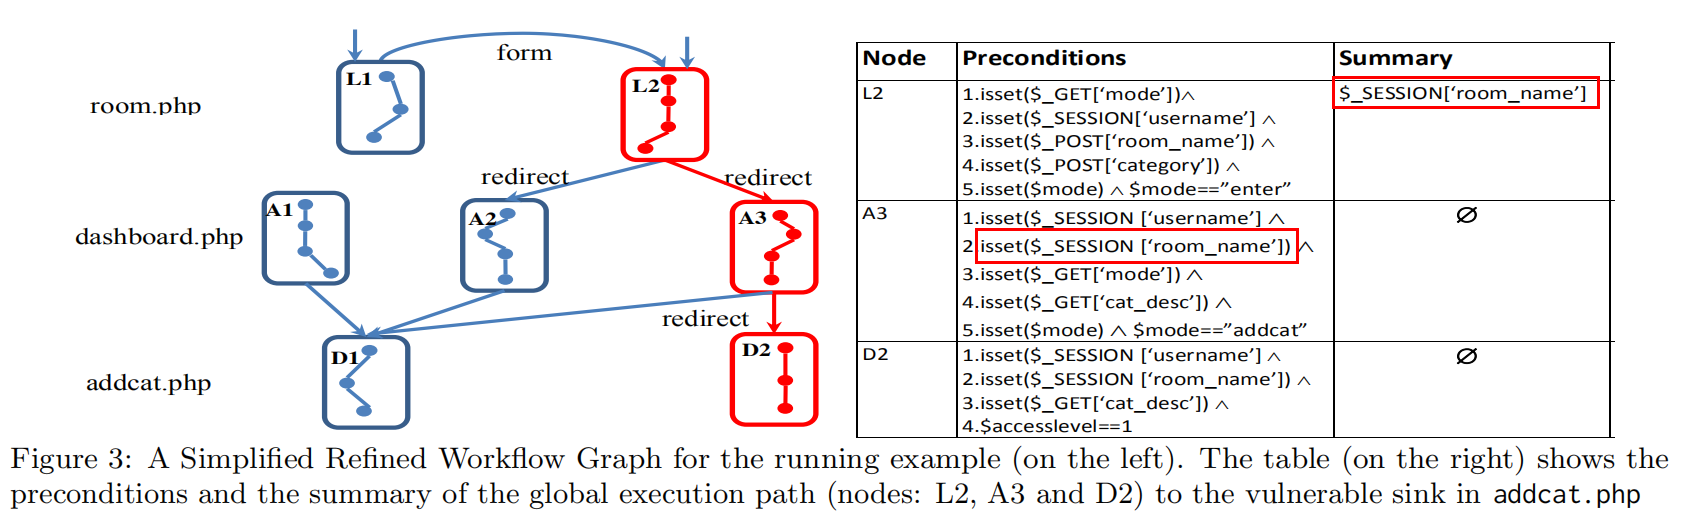 form
L1
L2
room.php
redirect
redirect
A1
A2
A3
dashboard.php
redirect
D1
D2
addcat.php
Node Preconditions Summary
L2 1.isset($_GET[‘mode’])∧ $_SESSION[‘room_name’]
2.isset($_SESSION[‘username’] ∧
3.isset($_POST[‘room_name’]) ∧
4.isset($_POST[‘category’]) ∧
5.isset($mode) ∧ $mode==”enter”
A3 1.isset($_SESSION [‘username’] ∧ ∅
2.isset($_SESSION [‘room_name’]) ∧
3.isset($_GET[‘mode’]) ∧
4.isset($_GET[‘cat_desc’]) ∧
5.isset($mode) ∧ $mode==”addcat”
D2 1.isset($_SESSION [‘username’] ∧ ∅
2.isset($_SESSION [‘room_name’]) ∧
3.isset($_GET[‘cat_desc’]) ∧
4.$accesslevel==1
Figure 3: A Simplified Refined Workflow Graph for the running example (on the left). The table (on the right) shows the
preconditions and the summary of the global execution path (nodes: L2, A3 and D2) to the vulnerable sink in addcat.php